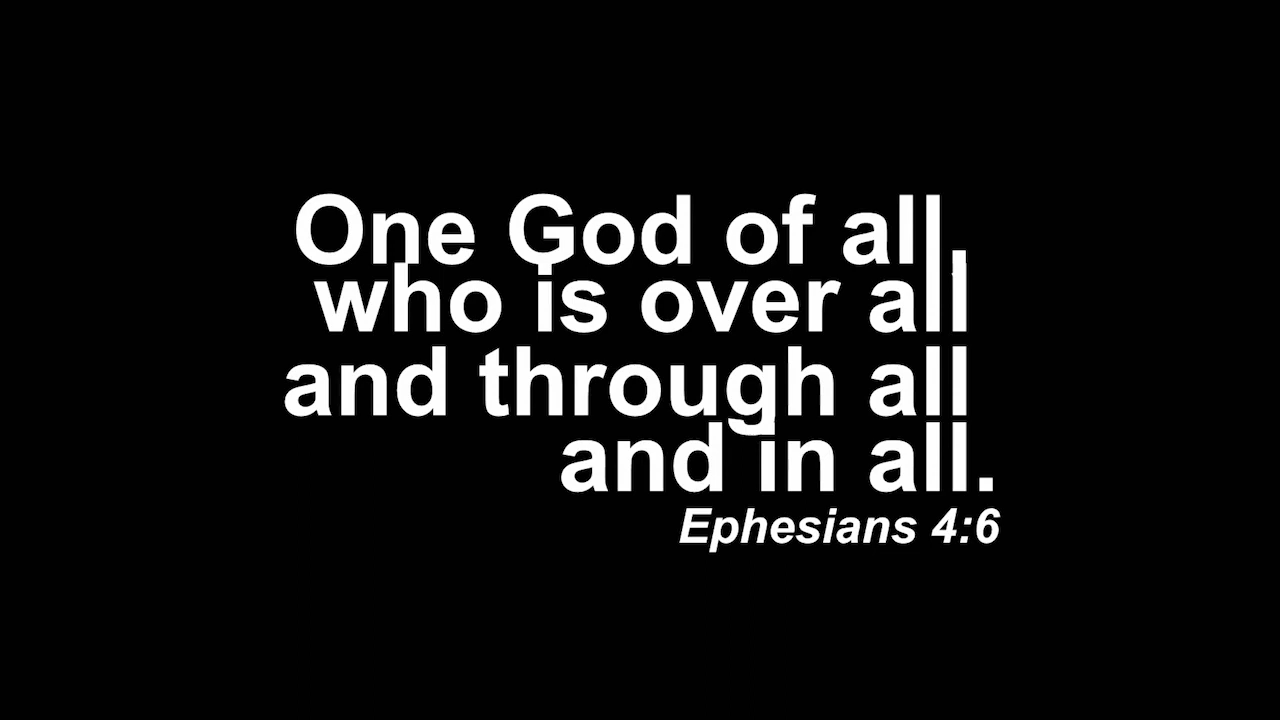 One God of all,
who is over all
and through all
and in all.
Ephesians 4:6